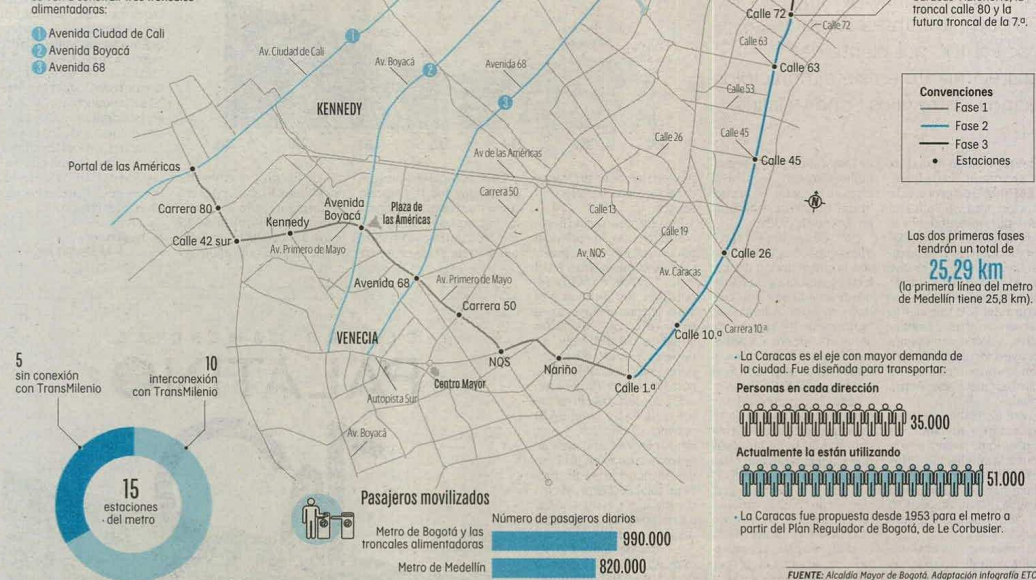 alimentadoras:
1 Avenida Ciudad de Cali
2 Avenida Boyacá
3 Avenida 68
troncal calle 80 y la
futura troncal de la 7.ª.
Calle 72
Calle 72
Calle 63
Calle 63
Calle 53
Calle 45
Calle 45
Calle 26
Calle 26
Convenciones
Fase 1
Fase 2
Fase 3
Estaciones
N
Av. Ciudad de Cali
1
Av. Boyacá
2
Avenida 68
3
KENNEDY
Av de las Américas
Portal de las Américas
Carrera 80
Calle 42 sur
Kennedy
Avenida
Boyacá
Plaza de
las Américas
Av. Primero de Mayo
Carrera 50
Calle 13
Calle 19
Av. NQS
Av. Caracas
Avenida 68
Av. Primero de Mayo
Carrera 50
VENECIA
NQS
Nariño
Calle 1.ª
Calle 10.ª
Carrera 10.ª
Centro Mayor
Autopista Sur
Av. Boyacá
Las dos primeras fases
tendrán un total de
25,29 km
(la primera línea del metro
de Medellín tiene 25,8 km).
5
sin conexión
con TransMilenio
10
interconexión
con TransMilenio
15
estaciones
del metro
Pasajeros movilizados
Número de pasajeros diarios
Metro de Bogotá y las
troncales alimentadoras
990.000
Metro de Medellín
820.000
La Caracas es el eje con mayor demanda de
la ciudad. Fue diseñada para transportar:
Personas en cada dirección
35.000
Actualmente la están utilizando
51.000
La Caracas fue propuesta desde 1953 para el metro a
partir del Plan Regulador de Bogotá, de Le Corbusier.
FUENTE: Alcaldía Mayor de Bogotá. Adaptación infografía